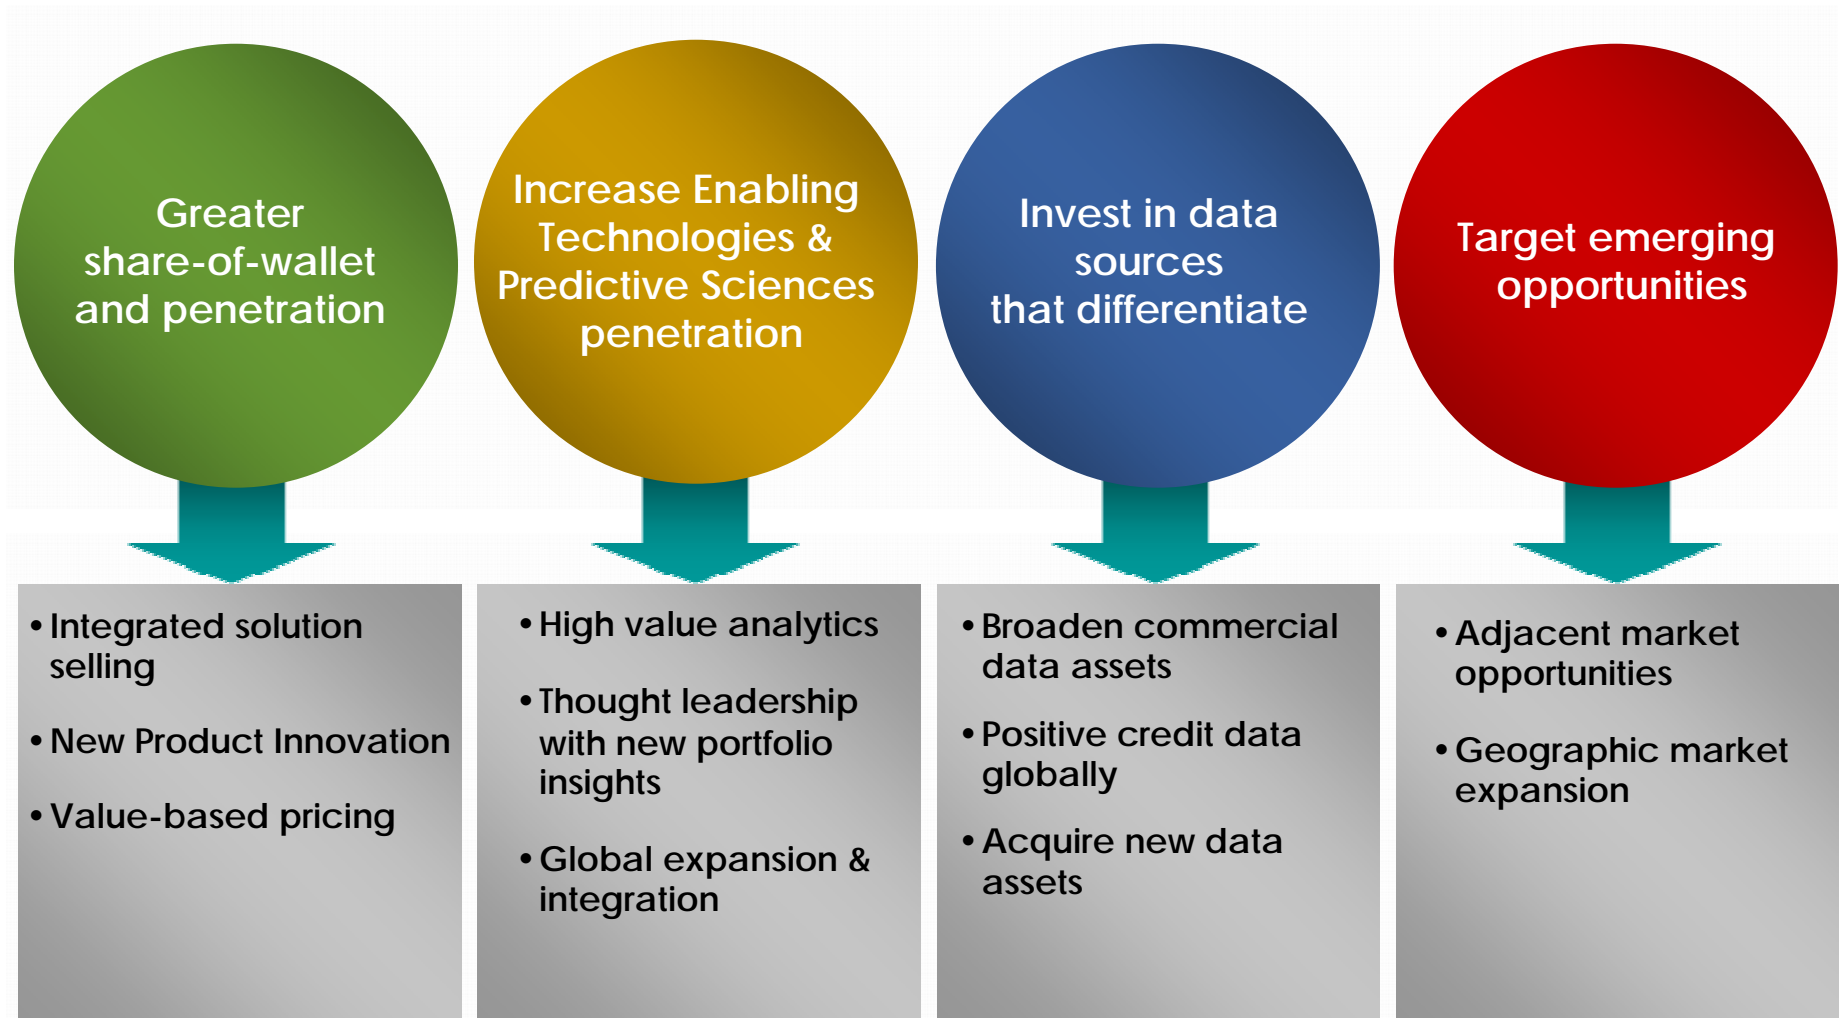 Greater
share-of-wallet
and penetration
Increase Enabling
Technologies &
Predictive Sciences
penetration
Invest in data
sources
that differentiate
Target emerging
opportunities
• Integrated solution
selling
• New Product Innovation
• Value-based pricing
• High value analytics
• Thought leadership
with new portfolio
insights
• Global expansion &
integration
• Broaden commercial
data assets
• Positive credit data
globally
• Acquire new data
assets
• Adjacent market
opportunities
• Geographic market
expansion